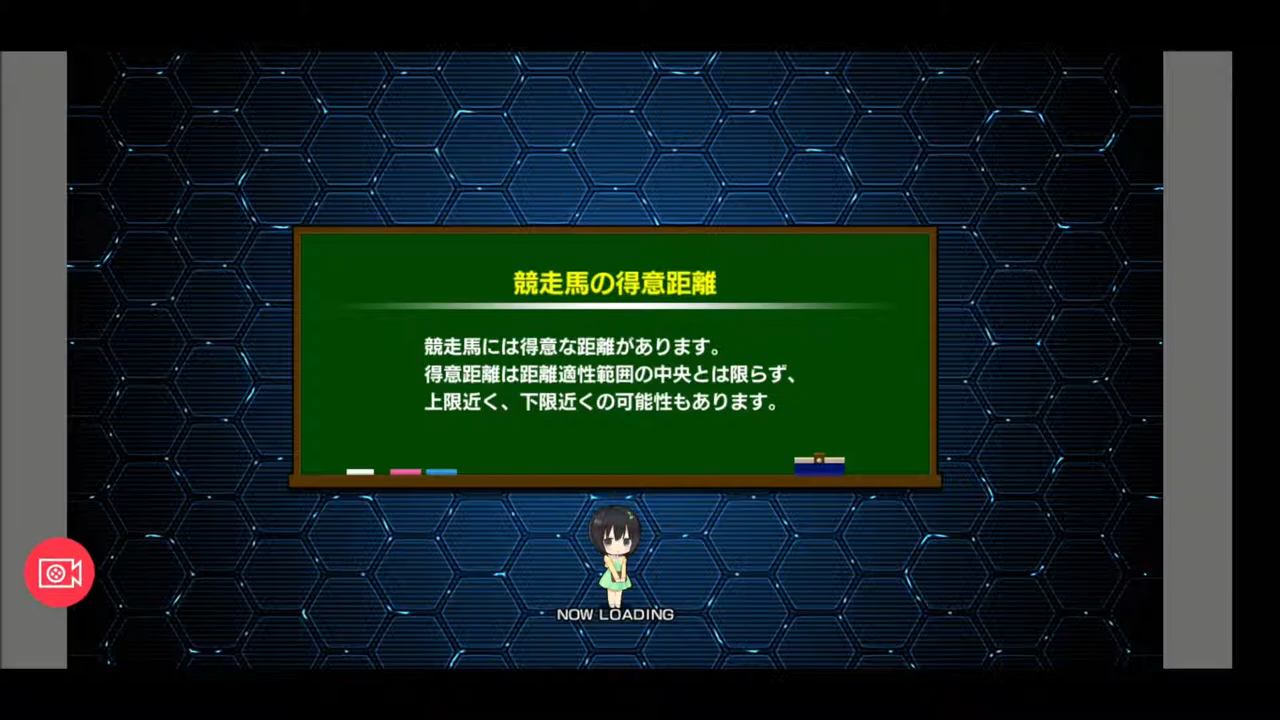 競走馬の得意距離
競走馬には得意な距離があります。
得意距離は距離適性範囲の中央とは限らず、
上限近く、下限近くの可能性もあります。
NOW LOADING